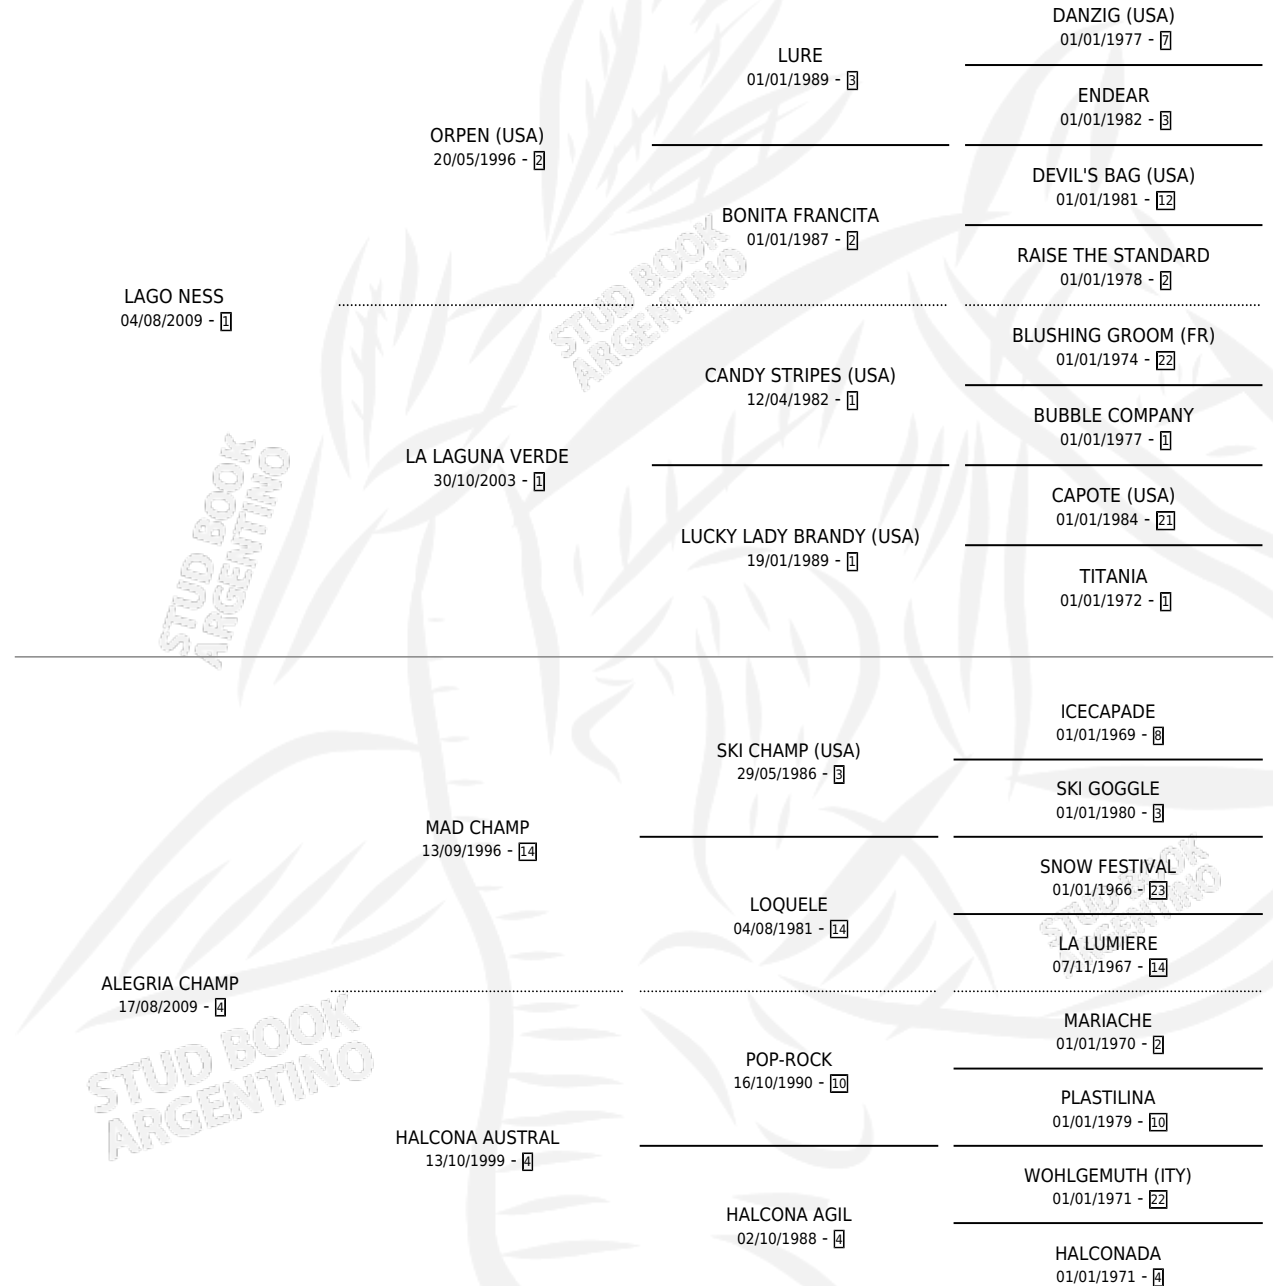 DANZIG (USA)
01/01/1977 - 7
LURE
01/01/1989 - 3
ENDEAR
01/01/1982 - 3
ORPEN (USA)
20/05/1996 - 2
DEVIL'S BAG (USA)
01/01/1981 - 12
BONITA FRANCITA
01/01/1987 - 2
RAISE THE STANDARD
01/01/1978 - 2
LAGO NESS
04/08/2009 - 1
BLUSHING GROOM (FR)
01/01/1974 - 22
CANDY STRIPES (USA)
12/04/1982 - 1
BUBBLE COMPANY
01/01/1977 - 1
LA LAGUNA VERDE
30/10/2003 - 1
CAPOTE (USA)
01/01/1984 - 21
LUCKY LADY BRANDY (USA)
19/01/1989 - 1
TITANIA
01/01/1972 - 1
STUD BOOK
ARGENTINO
STUD BOOK
ARGENTINO
ICECAPADE
01/01/1969 - 8
SKI CHAMP (USA)
29/05/1986 - 3
SKI GOGGLE
01/01/1980 - 3
MAD CHAMP
13/09/1996 - 14
SNOW FESTIVAL
01/01/1966 - 23
LOQUELE
04/08/1981 - 14
LA LUMIERE
07/11/1967 - 14
ALEGRIA CHAMP
17/08/2009 - 4
MARIACHE
01/01/1970 - 2
POP-ROCK
16/10/1990 - 10
PLASTILINA
01/01/1979 - 10
HALCONA AUSTRAL
13/10/1999 - 4
WOHLGEMUTH (ITY)
01/01/1971 - 22
HALCONA AGIL
02/10/1988 - 4
HALCONADA
01/01/1971 - 4
STUD BOOK
ARGENTINO
STUD BOOK
ARGENTINO